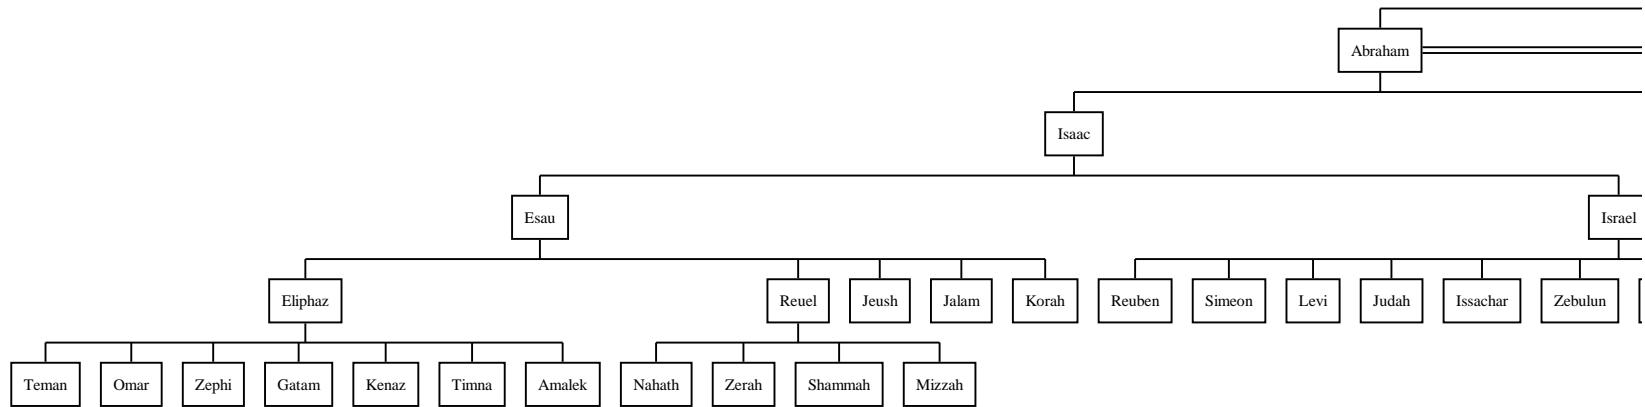 Abraham
Isaac
Esau
Israel
Eliphaz
Reuel
Jeush
Jalam
Korah
Reuben
Simeon
Levi
Judah
Issachar
Zebulun
Teman
Omar
Zephi
Gatam
Kenaz
Timna
Amalek
Nahath
Zerah
Shammah
Mizzah